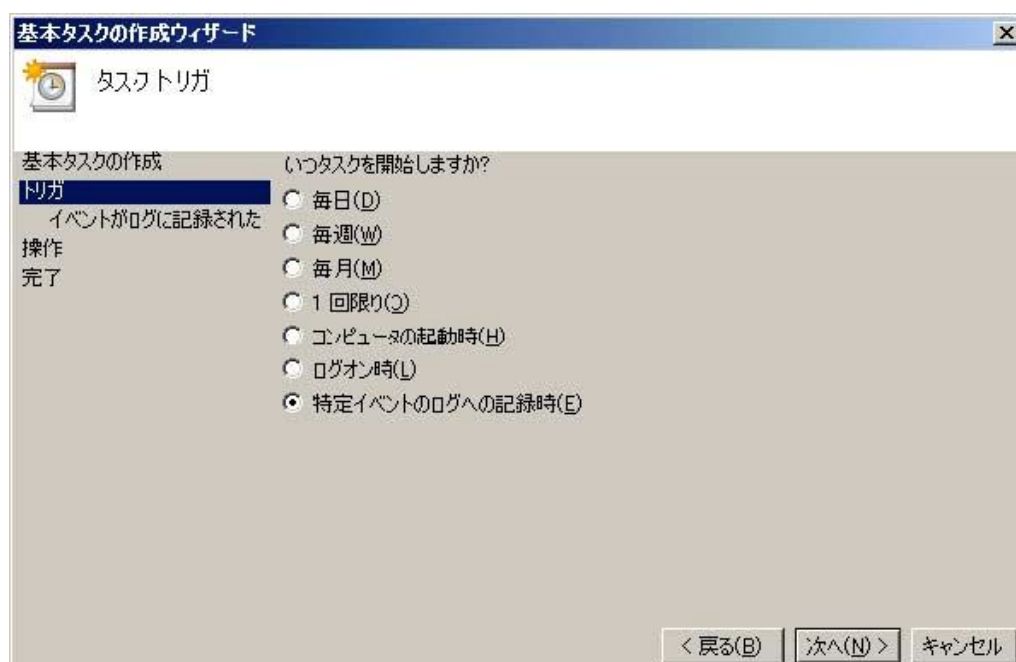 基本タスクの作成ウィザード
タスクトリガ
基本タスクの作成
トリガ
イベントがログに記録された
操作
完了
いつタスクを開始しますか?
毎日(D)
毎週(W)
毎月(M)
1 回限り(O)
コンピュータの起動時(H)
ログオン時(L)
特定イベントのログへの記録時(E)
< 戻る(B)
次へ(N) >
キャンセル